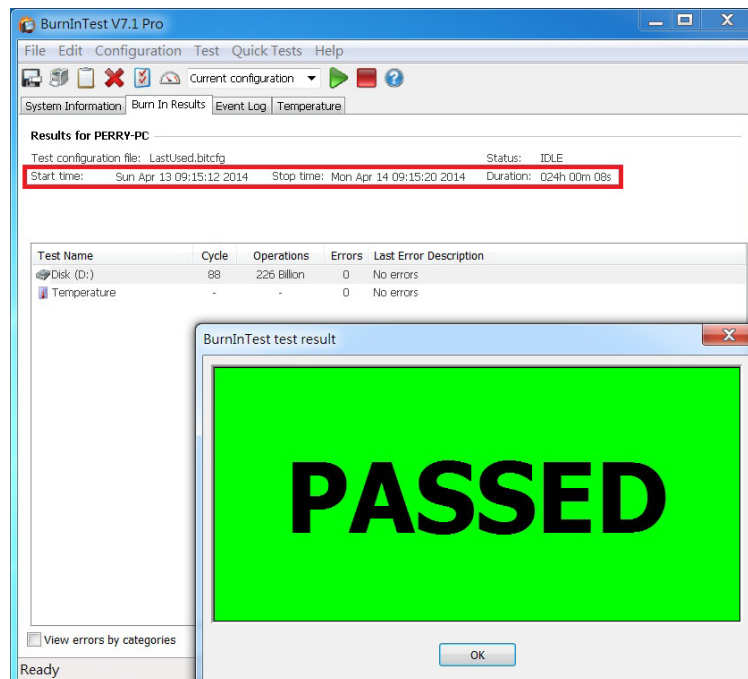 BurnInTest V7.1 Pro
File Edit Configuration Test Quick Tests Help
Current configuration
System Information Burn In Results Event Log Temperature
Results for PERRY-PC
Test configuration file: LastUsed.bitcfg Status: IDLE
Start time: Sun Apr 13 09:15:12 2014 Stop time: Mon Apr 14 09:15:20 2014 Duration: 024h 00m 08s
Test Name Cycle Operations Errors Last Error Description
Disk (D:) 88 226 Billion 0 No errors
Temperature - - 0 No errors
BurnInTest test result
PASSED
View errors by categories
OK
Ready